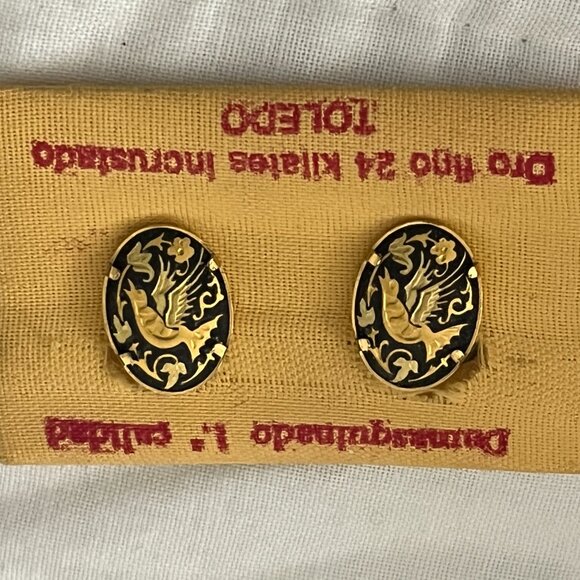 Damasquinado 1.ª calidad
Oro fino 24 kilates incrustado
TOLEDO